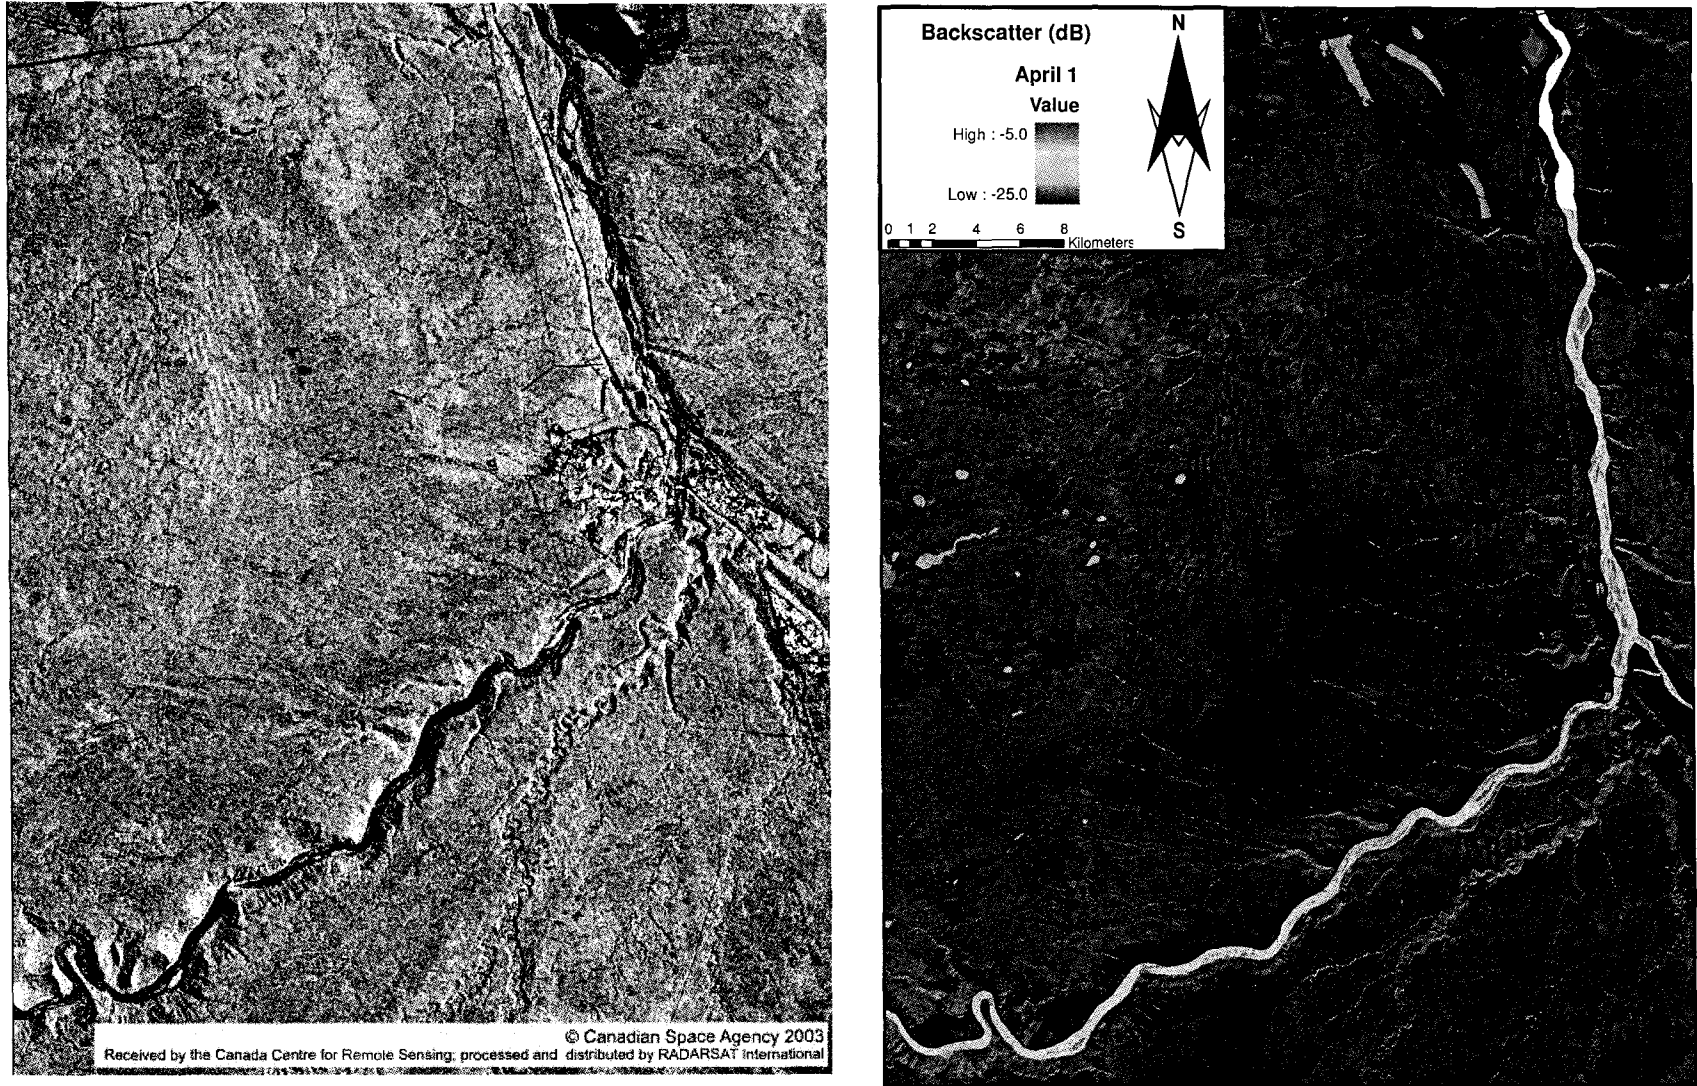 © Canadian Space Agency 2003
Received by the Canada Centre for Remote Sensing; processed and distributed by RADARSAT International
Backscatter (dB)
April 1
Value
High : -5.0
Low : -25.0
N
S
0 1 2 4 6 8
Kilometers